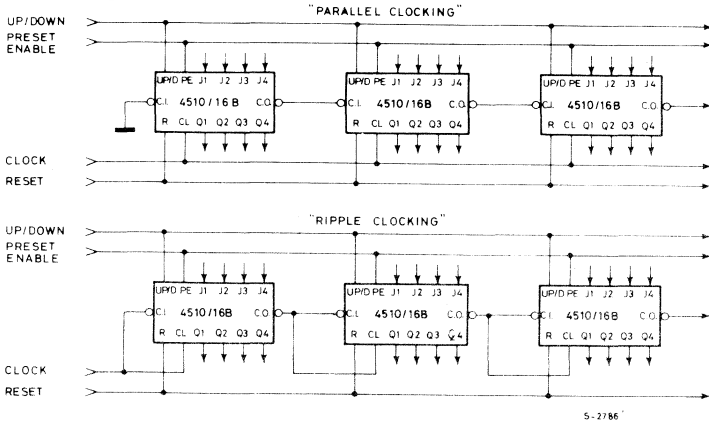 "PARALLEL CLOCKING"
UP/DOWN
PRESET
ENABLE
UP/D PE J1 J2 J3 J4
C.I. 4510/16B C.O.
R CL Q1 Q2 Q3 Q4
UP/D PE J1 J2 J3 J4
C.I. 4510/16B C.O.
R CL Q1 Q2 Q3 Q4
UP/D PE J1 J2 J3 J4
C.I. 4510/16B C.O.
R CL Q1 Q2 Q3 Q4
CLOCK
RESET
"RIPPLE CLOCKING"
UP/DOWN
PRESET
ENABLE
UP/D PE J1 J2 J3 J4
C.I. 4510/16B C.O.
R CL Q1 Q2 Q3 Q4
UP/D PE J1 J2 J3 J4
C.I. 4510/16B C.O.
R CL Q1 Q2 Q3 Q4
UP/D PE J1 J2 J3 J4
C.I. 4510/16B C.O.
R CL Q1 Q2 Q3 Q4
CLOCK
RESET
S-2786